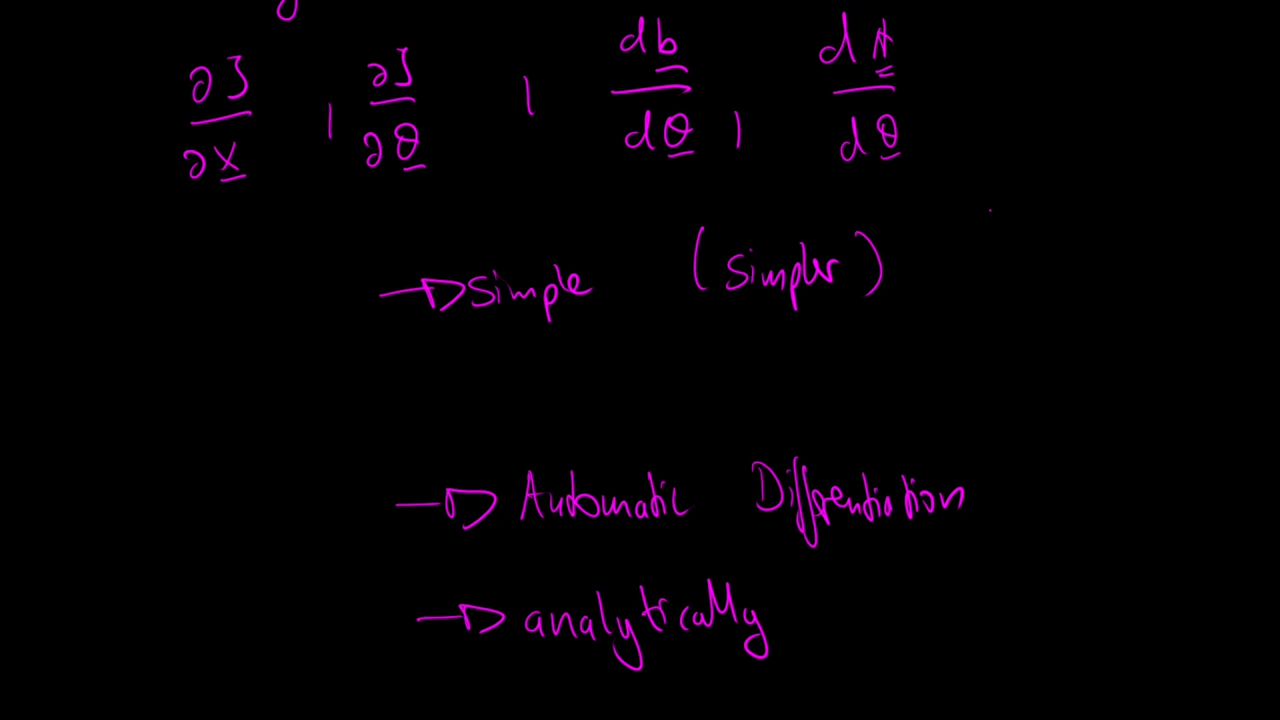 ∂J/∂x̲ , ∂J/∂θ̲ , db̲/dθ̲ , dA̳/dθ̲
→ simple (simpler)
→ Automatic Differentiation
→ analytically